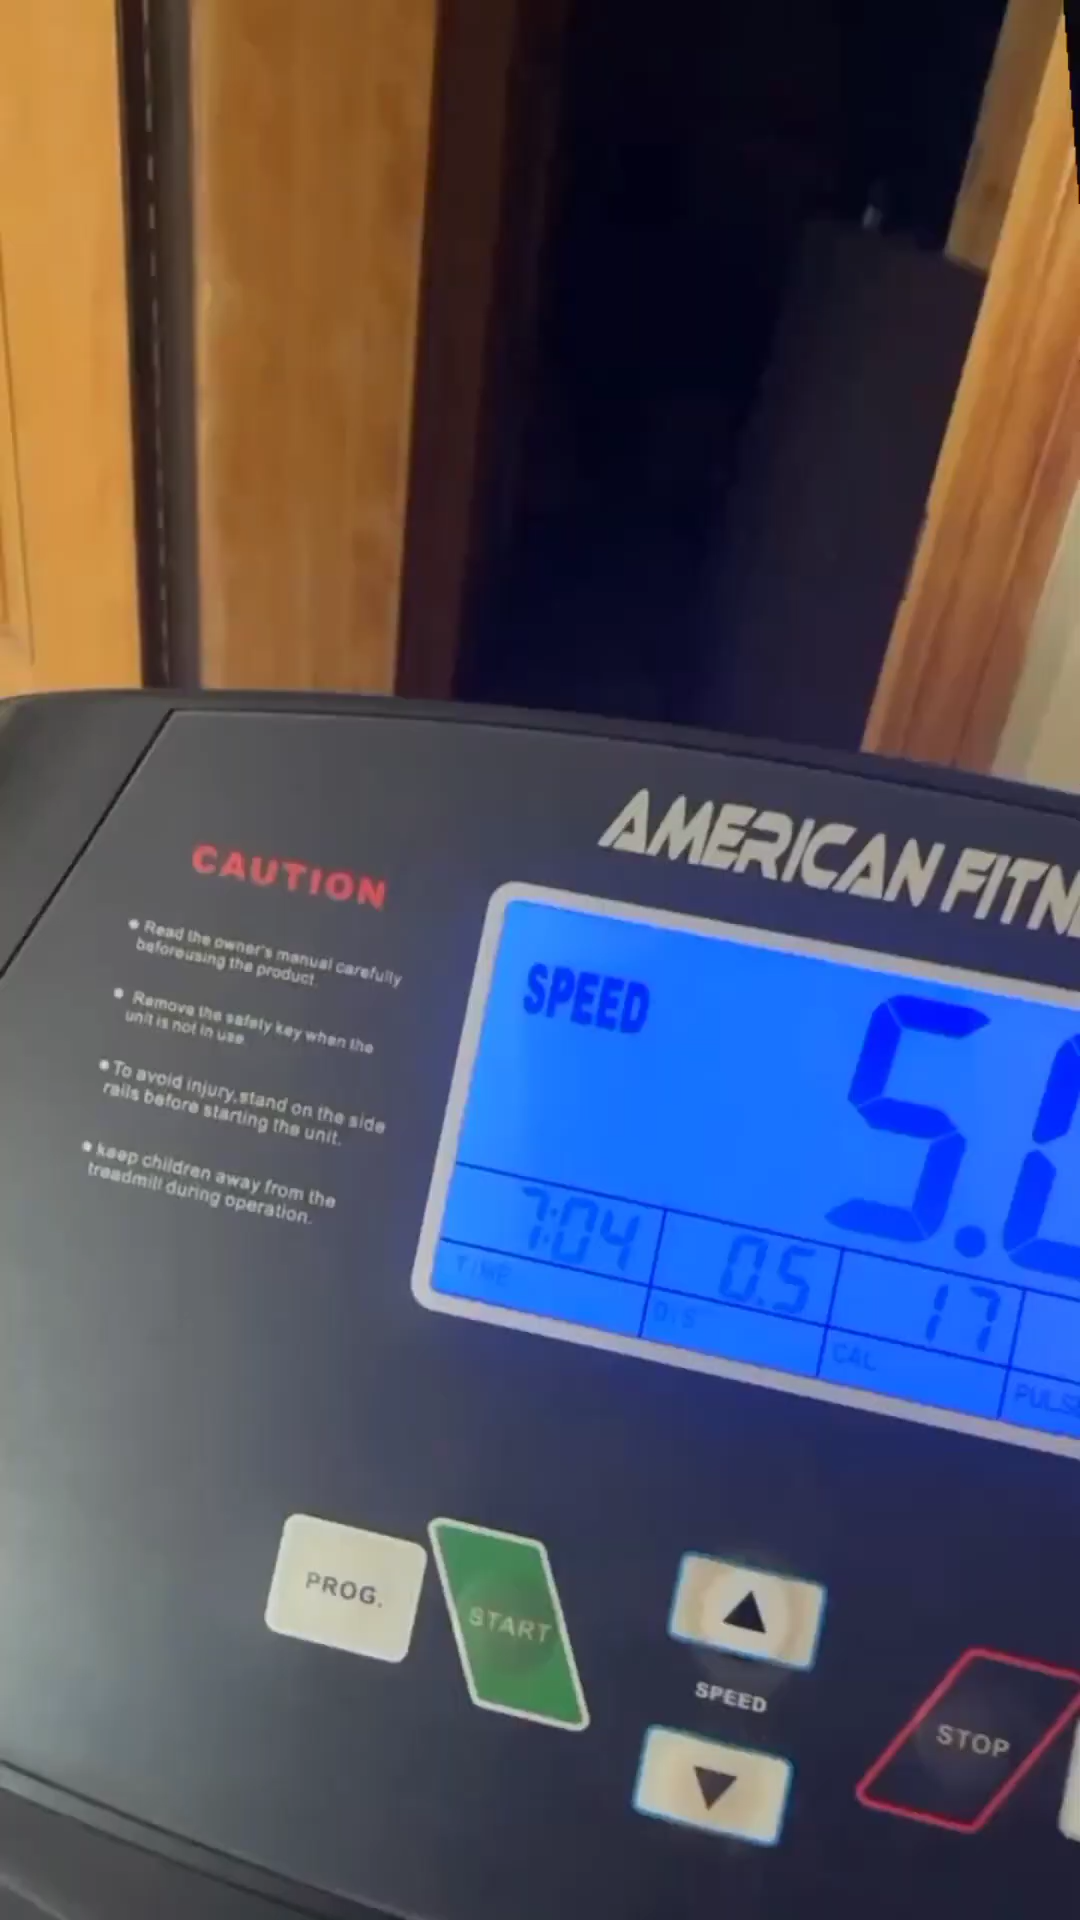 AMERICAN FITN
CAUTION
● Read the owner's manual carefully
beforeusing the product.
● Remove the safety key when the
unit is not in use
● To avoid injury,stand on the side
rails before starting the unit.
● keep children away from the
treadmill during operation.
SPEED
5.
7:04
0.5
17
TIME
DIS
CAL
PULSE
PROG.
START
SPEED
STOP